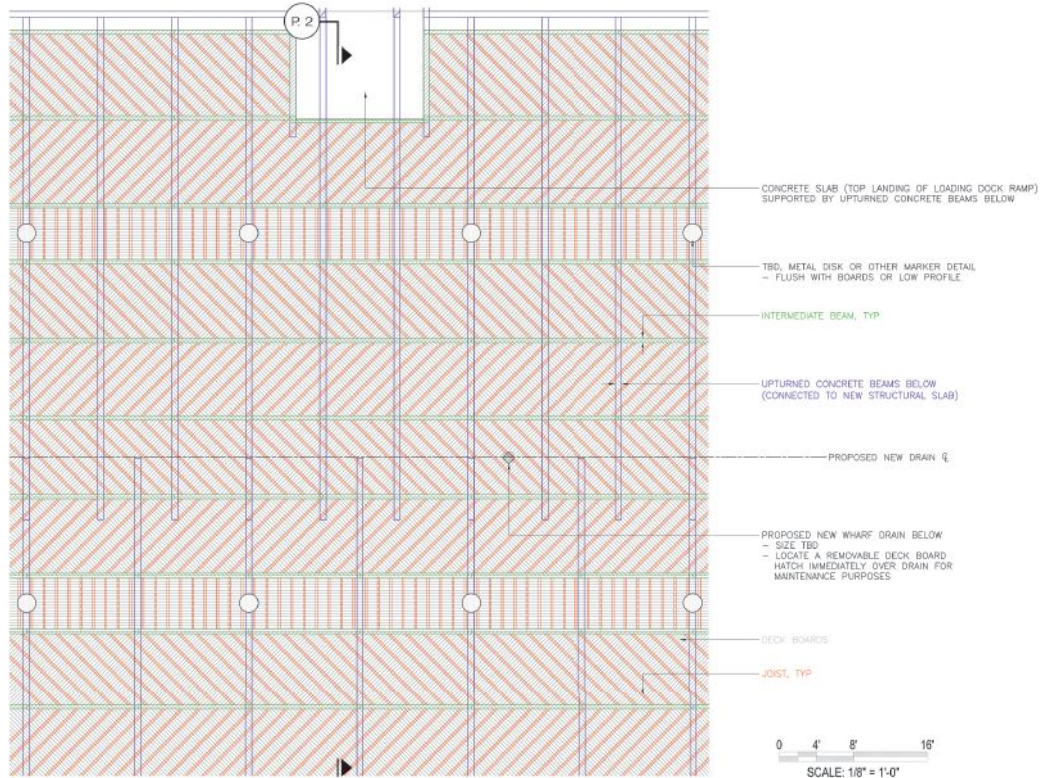 P. 2
CONCRETE SLAB (TOP LANDING OF LOADING DOCK RAMP)
SUPPORTED BY UPTURNED CONCRETE BEAMS BELOW
TBD, METAL DISK OR OTHER MARKER DETAIL
– FLUSH WITH BOARDS OR LOW PROFILE
INTERMEDIATE BEAM, TYP
UPTURNED CONCRETE BEAMS BELOW
(CONNECTED TO NEW STRUCTURAL SLAB)
PROPOSED NEW DRAIN ℄
PROPOSED NEW WHARF DRAIN BELOW
– SIZE TBD
– LOCATE A REMOVABLE DECK BOARD
HATCH IMMEDIATELY OVER DRAIN FOR
MAINTENANCE PURPOSES
DECK BOARDS
JOIST, TYP
0 4' 8' 16'
SCALE: 1/8" = 1'-0"